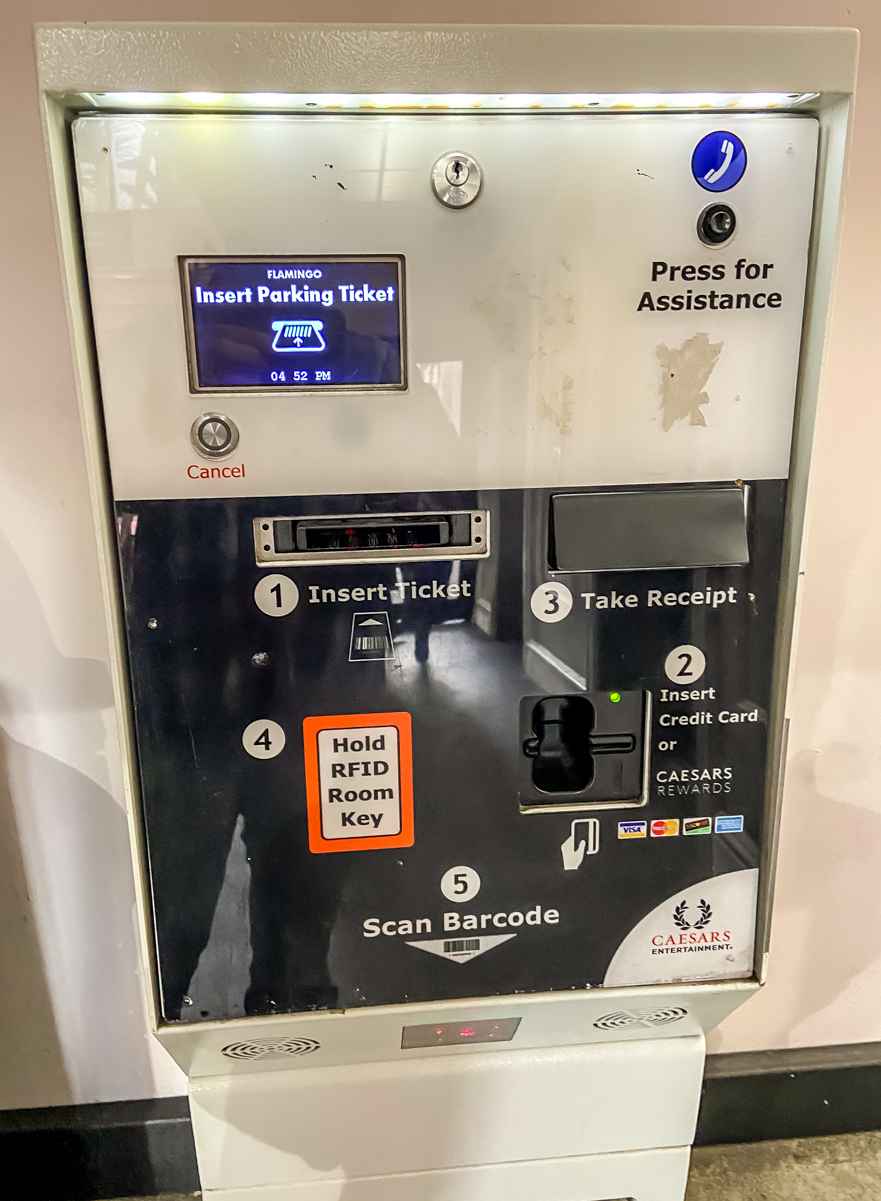 FLAMINGO
Insert Parking Ticket
04 52 PM
Cancel
Press for
Assistance
1 Insert Ticket
3 Take Receipt
2
Insert
Credit Card
or
CAESARS
REWARDS
VISA
4
Hold
RFID
Room
Key
5
Scan Barcode
CAESARS
ENTERTAINMENT.